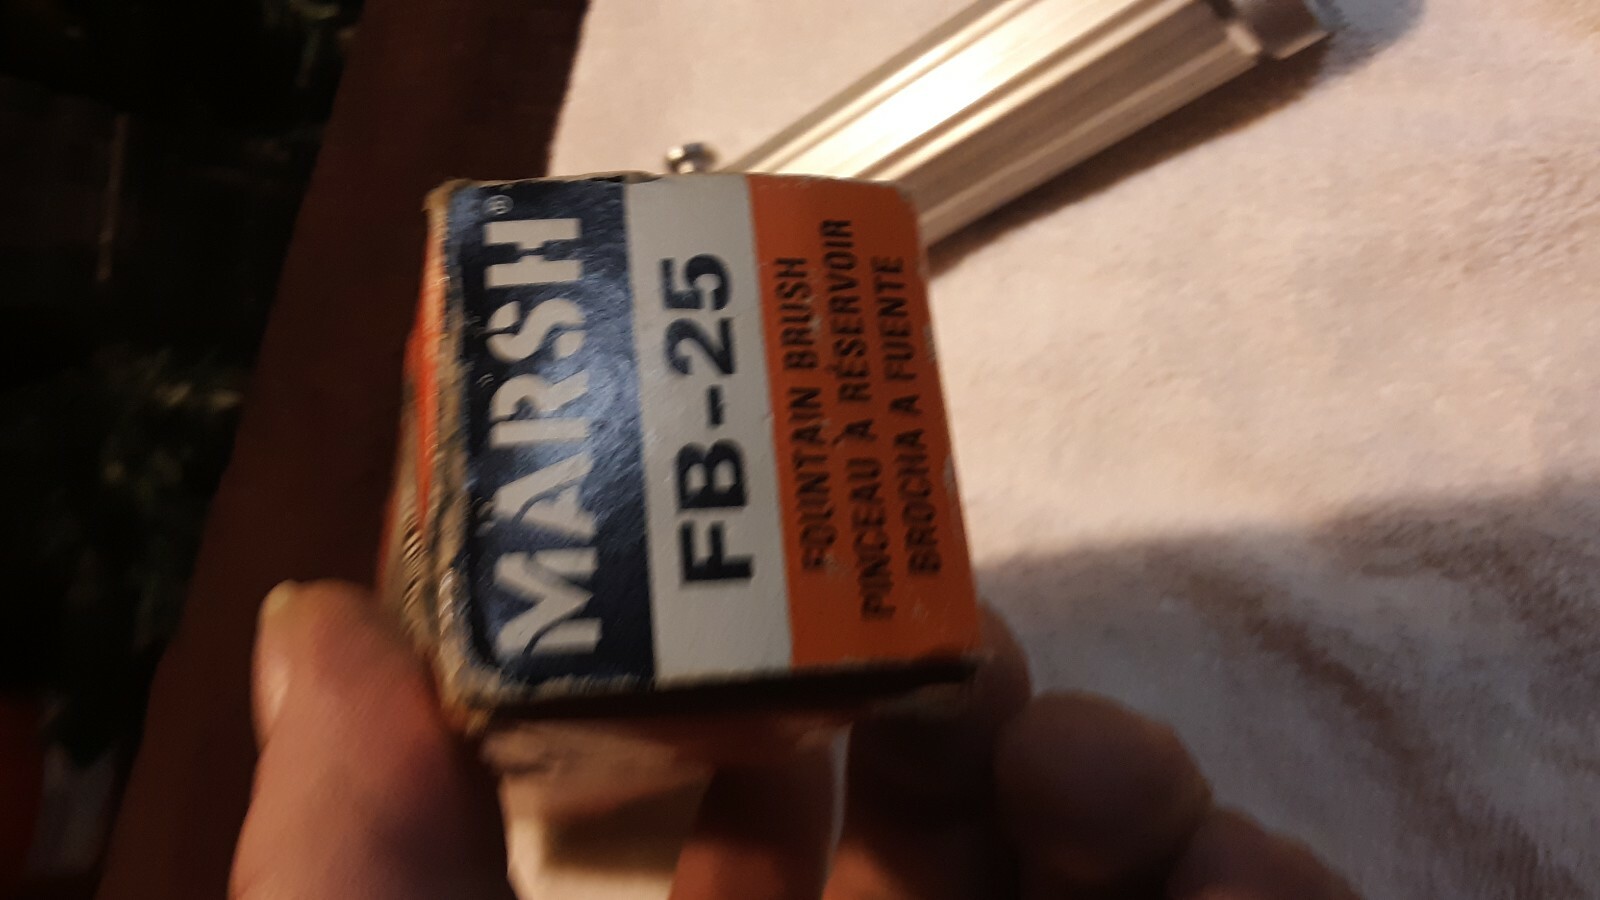 MARSH®
FB-25
FOUNTAIN BRUSH
PINCEAU À RÉSERVOIR
BROCHA A FUENTE